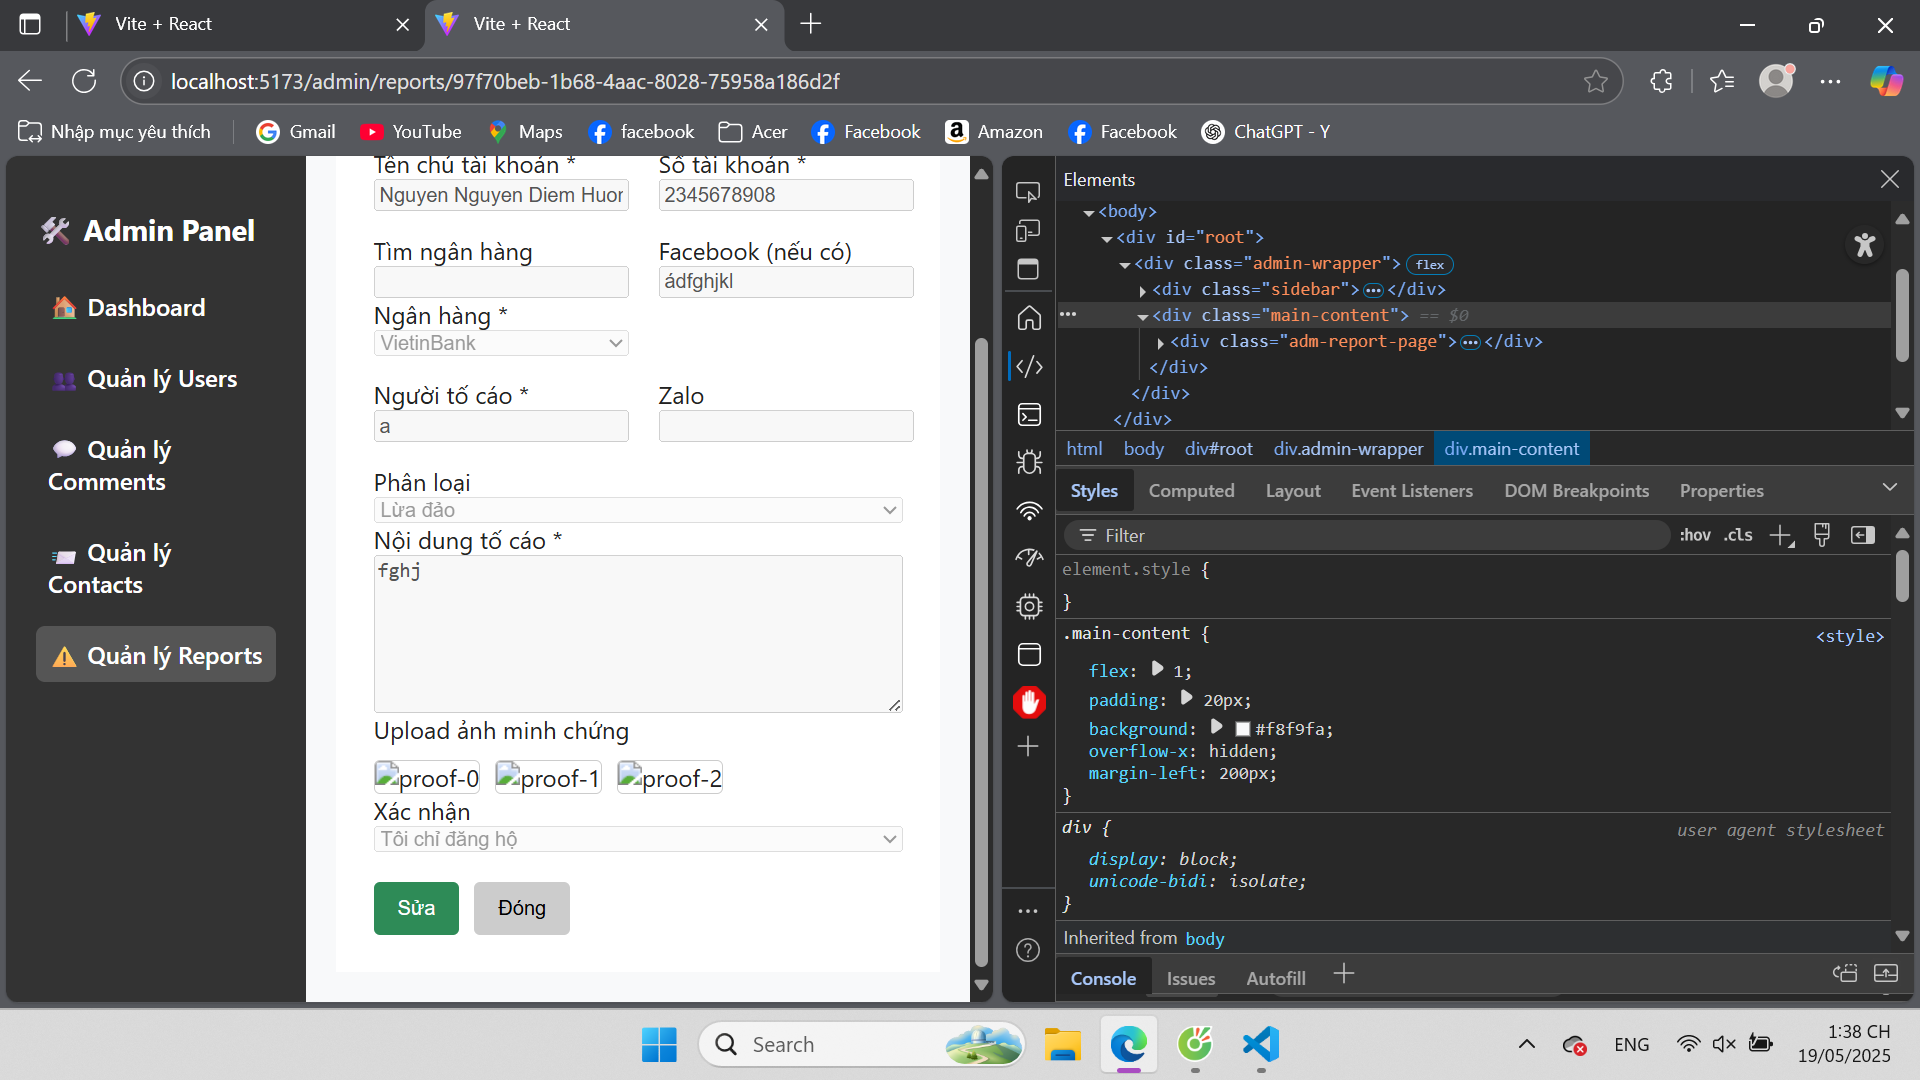 Vite + React
Vite + React
localhost:5173/admin/reports/97f70beb-1b68-4aac-8028-75958a186d2f
Nhập mục yêu thích
Gmail
YouTube
Maps
facebook
Acer
Facebook
Amazon
Facebook
ChatGPT - Y
Admin Panel
Dashboard
Quản lý Users
Quản lý
Comments
Quản lý
Contacts
Quản lý Reports
Tên chủ tài khoản *
Số tài khoản *
Nguyen Nguyen Diem Huor
2345678908
Tìm ngân hàng
Facebook (nếu có)
ádfghjkl
Ngân hàng *
VietinBank
Người tố cáo *
Zalo
a
Phân loại
Lừa đảo
Nội dung tố cáo *
fghj
Upload ảnh minh chứng
proof-0
proof-1
proof-2
Xác nhận
Tôi chỉ đăng hộ
Sửa
Đóng
Elements
<body>
<div id="root">
<div class="admin-wrapper">
flex
<div class="sidebar">…</div>
<div class="main-content"> == $0
<div class="adm-report-page">…</div>
</div>
</div>
</div>
html
body
div#root
div.admin-wrapper
div.main-content
Styles
Computed
Layout
Event Listeners
DOM Breakpoints
Properties
Filter
:hov
.cls
element.style {
}
.main-content {
<style>
flex: 1;
padding: 20px;
background: #f8f9fa;
overflow-x: hidden;
margin-left: 200px;
}
div {
user agent stylesheet
display: block;
unicode-bidi: isolate;
}
Inherited from body
Console
Issues
Autofill
Search
ENG
1:38 CH
19/05/2025